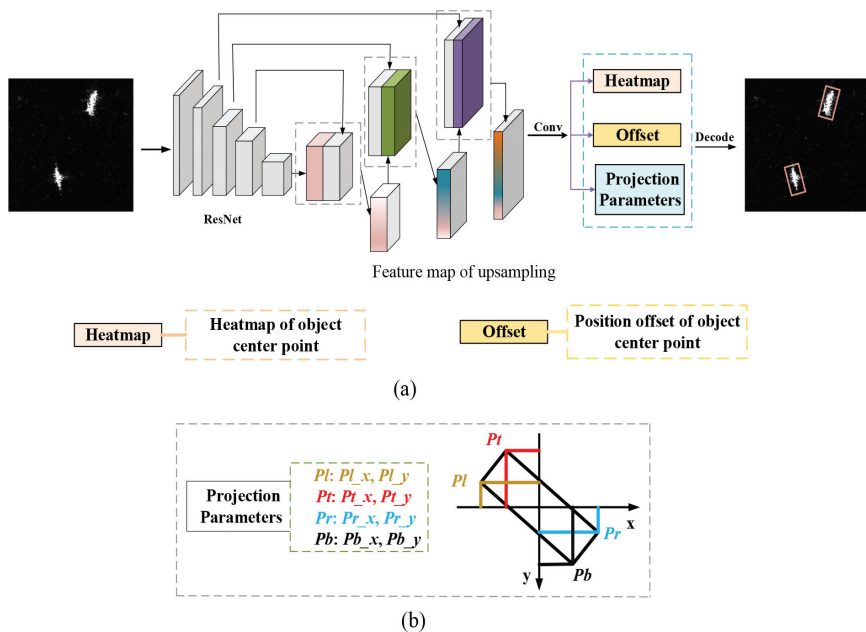 Conv
Heatmap
Offset
Projection
Parameters
Decode
ResNet
Feature map of upsampling
Heatmap
Heatmap of object
center point
Offset
Position offset of object
center point
(a)
Projection
Parameters
Pl: Pl_x, Pl_y
Pt: Pt_x, Pt_y
Pr: Pr_x, Pr_y
Pb: Pb_x, Pb_y
Pt
Pl
x
Pr
y
Pb
(b)